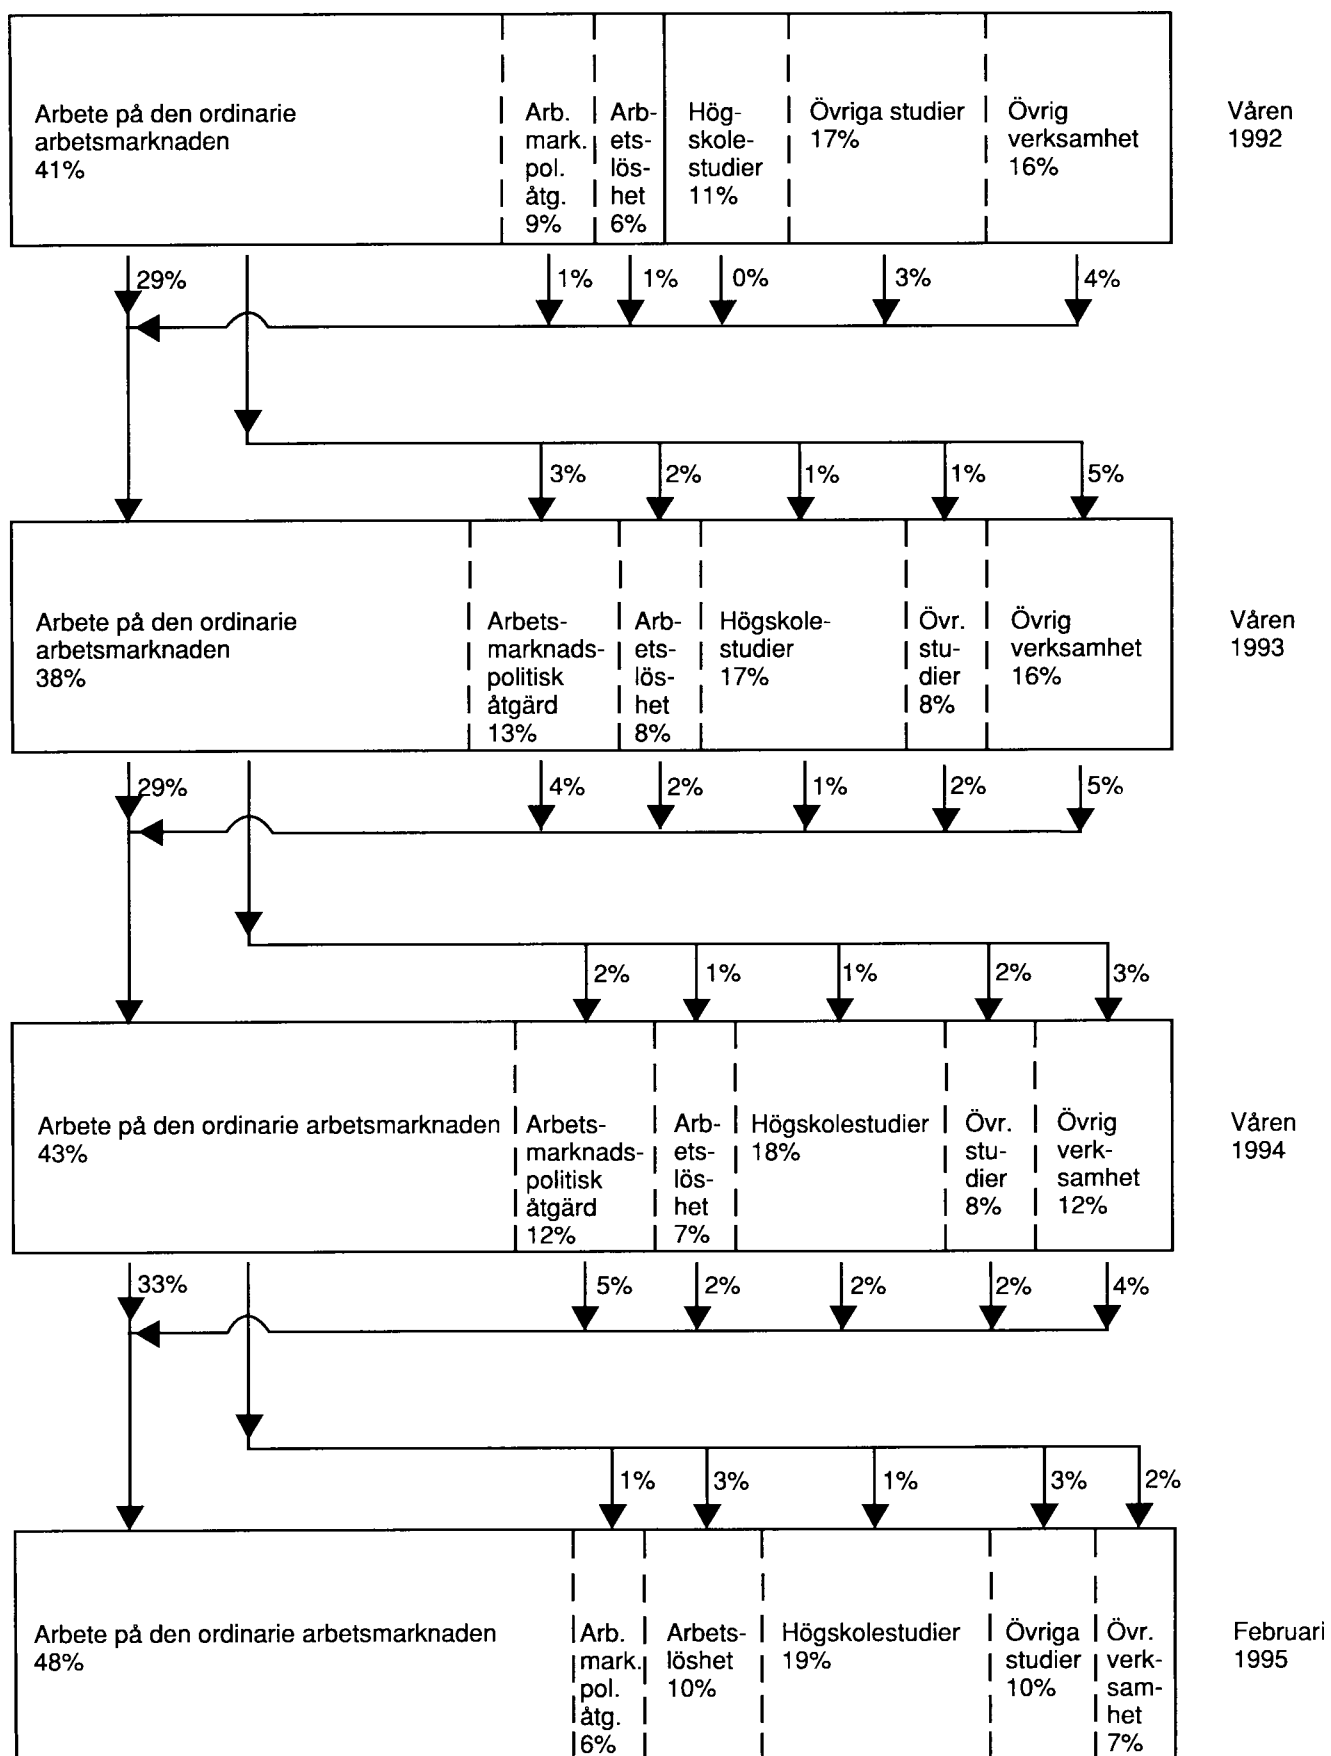 Arbete på den ordinarie
arbetsmarknaden
41%
Arb.
mark.
pol.
åtg.
9%
Arb-
ets-
lös-
het
6%
Hög-
skole-
studier
11%
Övriga studier
17%
Övrig
verksamhet
16%
Våren
1992
29%
1%
1%
0%
3%
4%
3%
2%
1%
1%
5%
Arbete på den ordinarie
arbetsmarknaden
38%
Arbets-
marknads-
politisk
åtgärd
13%
Arb-
ets-
lös-
het
8%
Högskole-
studier
17%
Övr.
stu-
dier
8%
Övrig
verksamhet
16%
Våren
1993
29%
4%
2%
1%
2%
5%
2%
1%
1%
2%
3%
Arbete på den ordinarie arbetsmarknaden
43%
Arbets-
marknads-
politisk
åtgärd
12%
Arb-
ets-
lös-
het
7%
Högskolestudier
18%
Övr.
stu-
dier
8%
Övrig
verk-
samhet
12%
Våren
1994
33%
5%
2%
2%
2%
4%
1%
3%
1%
3%
2%
Arbete på den ordinarie arbetsmarknaden
48%
Arb.
mark.
pol.
åtg.
6%
Arbets-
löshet
10%
Högskolestudier
19%
Övriga
studier
10%
Övr.
verk-
sam-
het
7%
Februari
1995